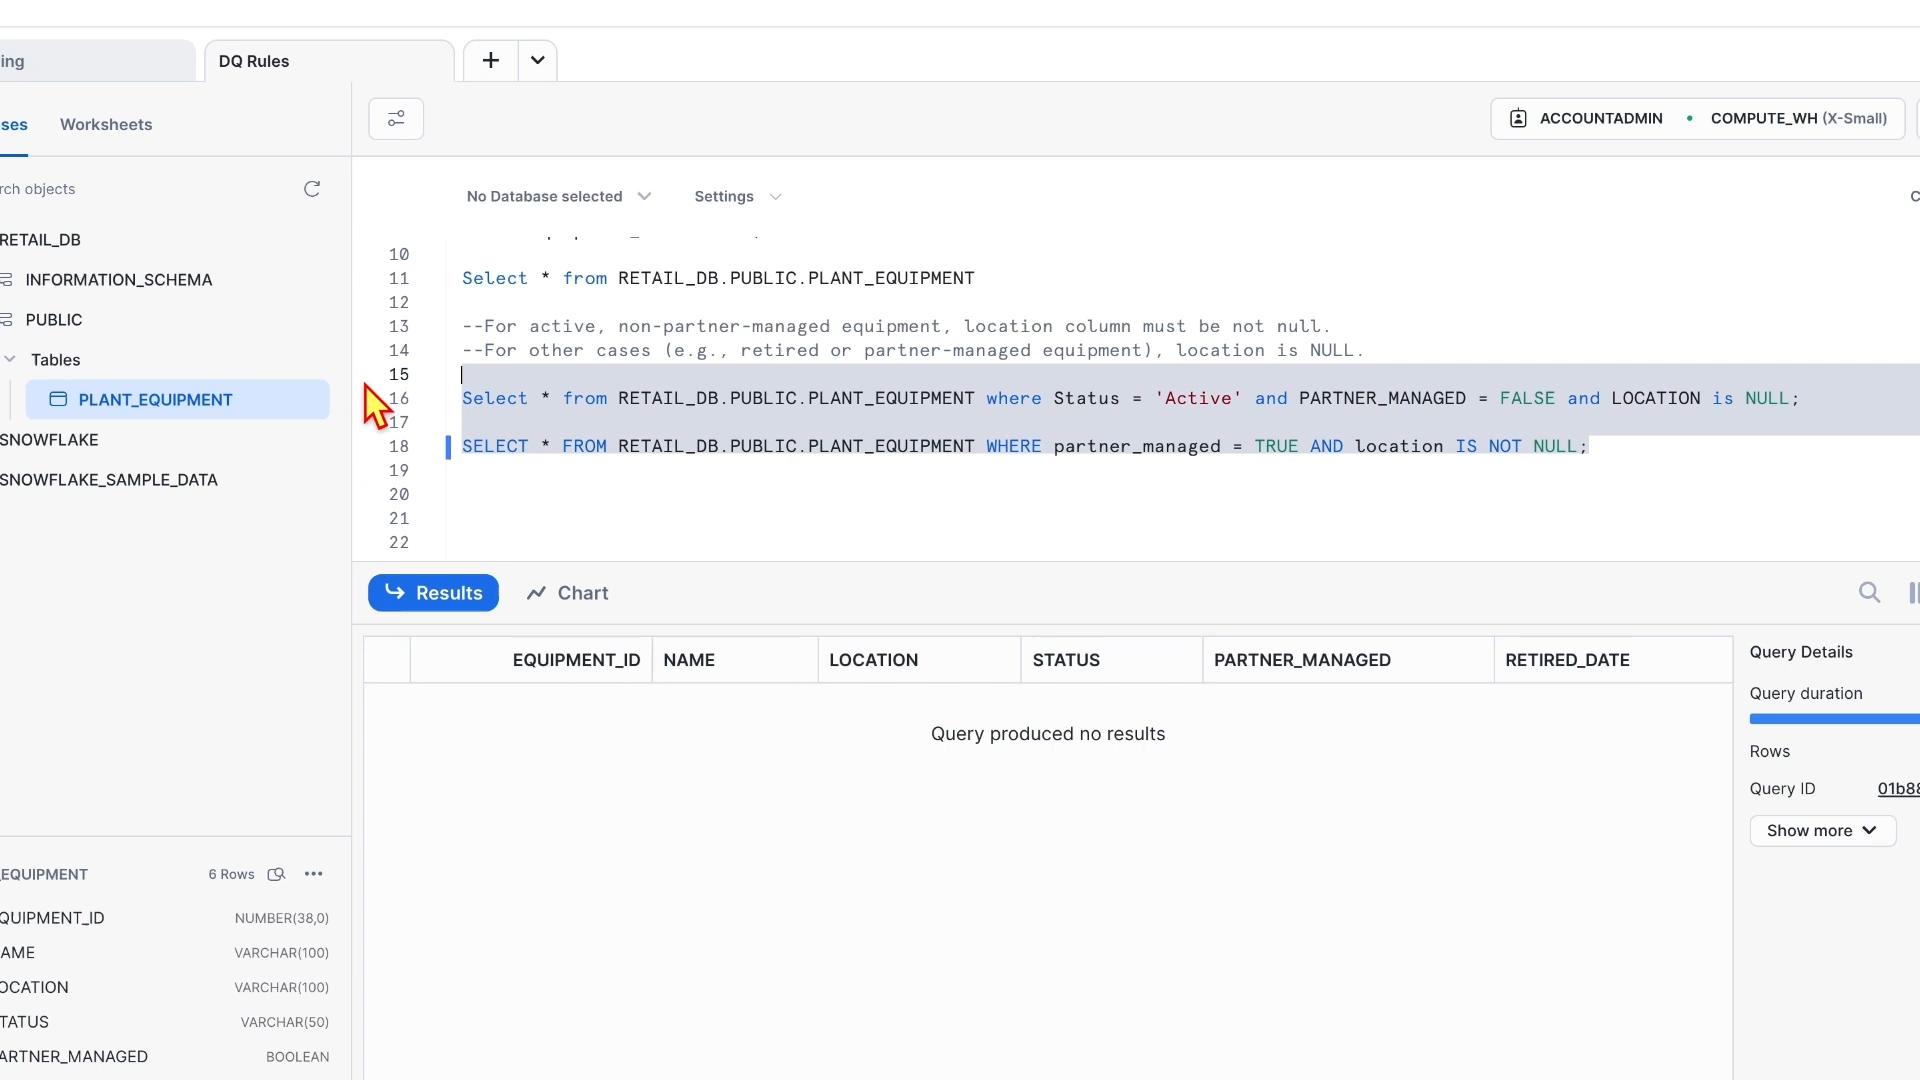 ing
DQ Rules
ses
Worksheets
ACCOUNTADMIN • COMPUTE_WH (X-Small)
rch objects
No Database selected
Settings
C
RETAIL_DB
INFORMATION_SCHEMA
PUBLIC
Tables
PLANT_EQUIPMENT
SNOWFLAKE
SNOWFLAKE_SAMPLE_DATA
10
11 Select * from RETAIL_DB.PUBLIC.PLANT_EQUIPMENT
12
13 --For active, non-partner-managed equipment, location column must be not null.
14 --For other cases (e.g., retired or partner-managed equipment), location is NULL.
15
16 Select * from RETAIL_DB.PUBLIC.PLANT_EQUIPMENT where Status = 'Active' and PARTNER_MANAGED = FALSE and LOCATION is NULL;
17
18 SELECT * FROM RETAIL_DB.PUBLIC.PLANT_EQUIPMENT WHERE partner_managed = TRUE AND location IS NOT NULL;
19
20
21
22
Results
Chart
EQUIPMENT_ID NAME LOCATION STATUS PARTNER_MANAGED RETIRED_DATE
Query produced no results
Query Details
Query duration
Rows
Query ID 01b88
Show more
_EQUIPMENT 6 Rows
QUIPMENT_ID NUMBER(38,0)
AME VARCHAR(100)
OCATION VARCHAR(100)
TATUS VARCHAR(50)
ARTNER_MANAGED BOOLEAN